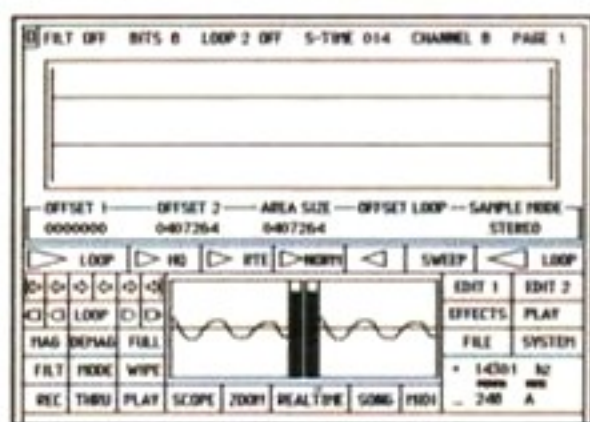 FILT OFF BITS 8 LOOP 2 OFF S-TIME 014 CHANNEL B PAGE 1
OFFSET 1 OFFSET 2 AREA SIZE OFFSET LOOP SAMPLE MODE
0000000 0407264 0407264 STEREO
LOOP HQ RTE NORM SWEEP LOOP
EDIT 1 EDIT 2
LOOP EFFECTS PLAY
MAG DEMAG FULL FILE SYSTEM
FILT MODE WIPE + 14301 hz
REC THRU PLAY SCOPE ZOOM REALTIME SONG MIDI - 240 A